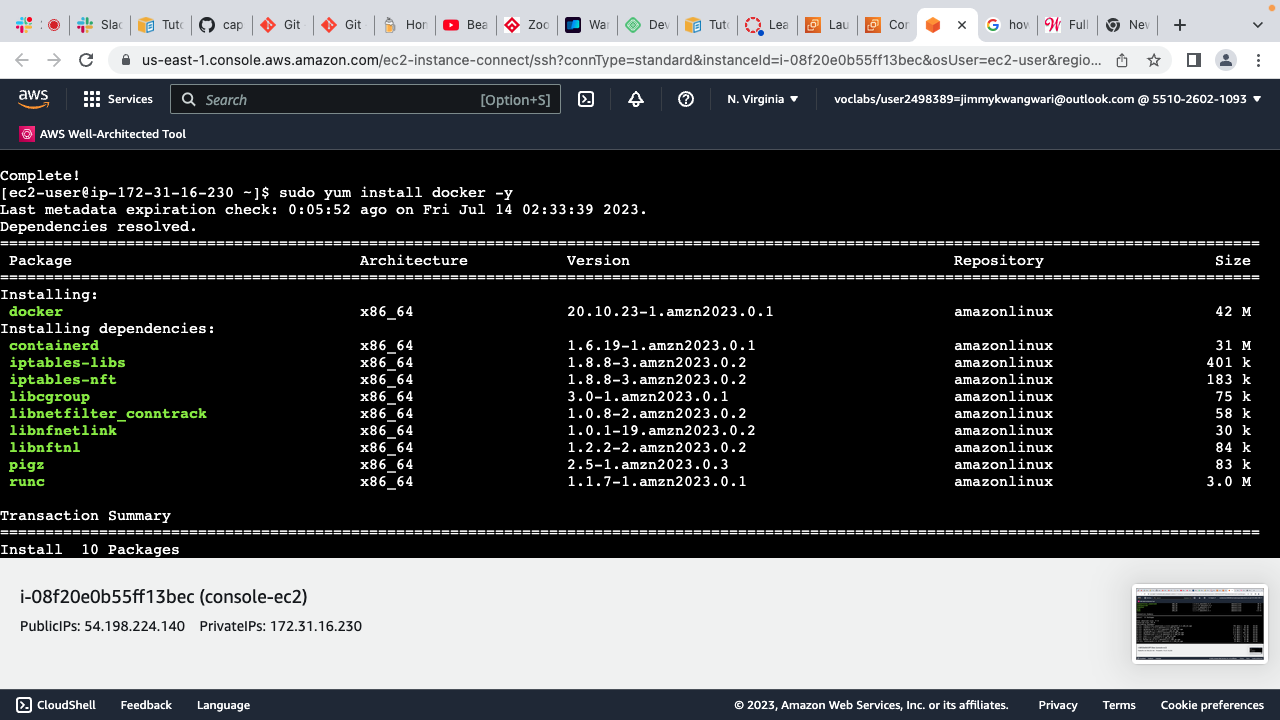 Slac
Tuto
cap
Git
Git
Hom
Bea
Zoo
War
Dev
Tuto
Lea
Lau
Con
how
Full
New
us-east-1.console.aws.amazon.com/ec2-instance-connect/ssh?connType=standard&instanceId=i-08f20e0b55ff13bec&osUser=ec2-user&regio...
aws Services Search [Option+S] N. Virginia voclabs/user2498389=jimmykwangwari@outlook.com @ 5510-2602-1093
AWS Well-Architected Tool
Complete!
[ec2-user@ip-172-31-16-230 ~]$ sudo yum install docker -y
Last metadata expiration check: 0:05:52 ago on Fri Jul 14 02:33:39 2023.
Dependencies resolved.
Package Architecture Version Repository Size
Installing:
docker x86_64 20.10.23-1.amzn2023.0.1 amazonlinux 42 M
Installing dependencies:
containerd x86_64 1.6.19-1.amzn2023.0.1 amazonlinux 31 M
iptables-libs x86_64 1.8.8-3.amzn2023.0.2 amazonlinux 401 k
iptables-nft x86_64 1.8.8-3.amzn2023.0.2 amazonlinux 183 k
libcgroup x86_64 3.0-1.amzn2023.0.1 amazonlinux 75 k
libnetfilter_conntrack x86_64 1.0.8-2.amzn2023.0.2 amazonlinux 58 k
libnfnetlink x86_64 1.0.1-19.amzn2023.0.2 amazonlinux 30 k
libnftnl x86_64 1.2.2-2.amzn2023.0.2 amazonlinux 84 k
pigz x86_64 2.5-1.amzn2023.0.3 amazonlinux 83 k
runc x86_64 1.1.7-1.amzn2023.0.1 amazonlinux 3.0 M
Transaction Summary
Install 10 Packages
i-08f20e0b55ff13bec (console-ec2)
PublicIPs: 54.198.224.140 PrivateIPs: 172.31.16.230
CloudShell Feedback Language © 2023, Amazon Web Services, Inc. or its affiliates. Privacy Terms Cookie preferences